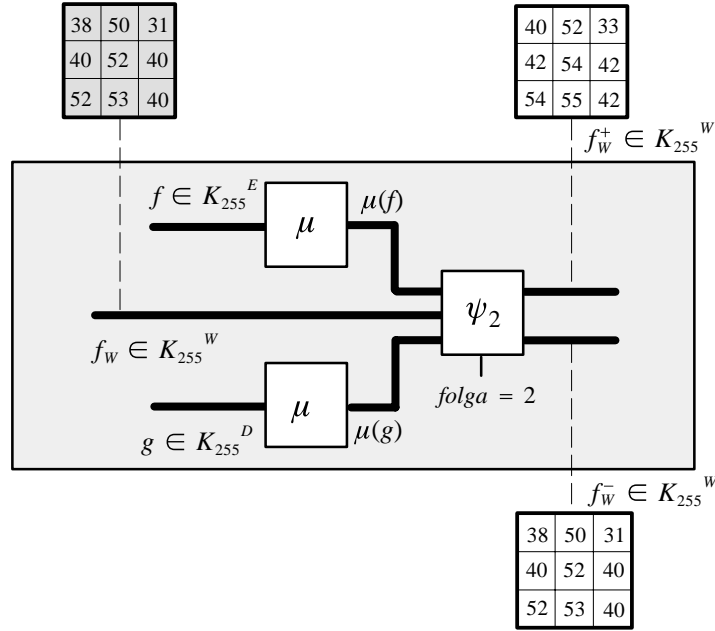 38 50 31
40 52 40
52 53 40
40 52 33
42 54 42
54 55 42
f_W^+ ∈ K_255^W
f ∈ K_255^E
μ
μ(f)
ψ_2
f_W ∈ K_255^W
folga = 2
μ
μ(g)
g ∈ K_255^D
f_W^- ∈ K_255^W
38 50 31
40 52 40
52 53 40